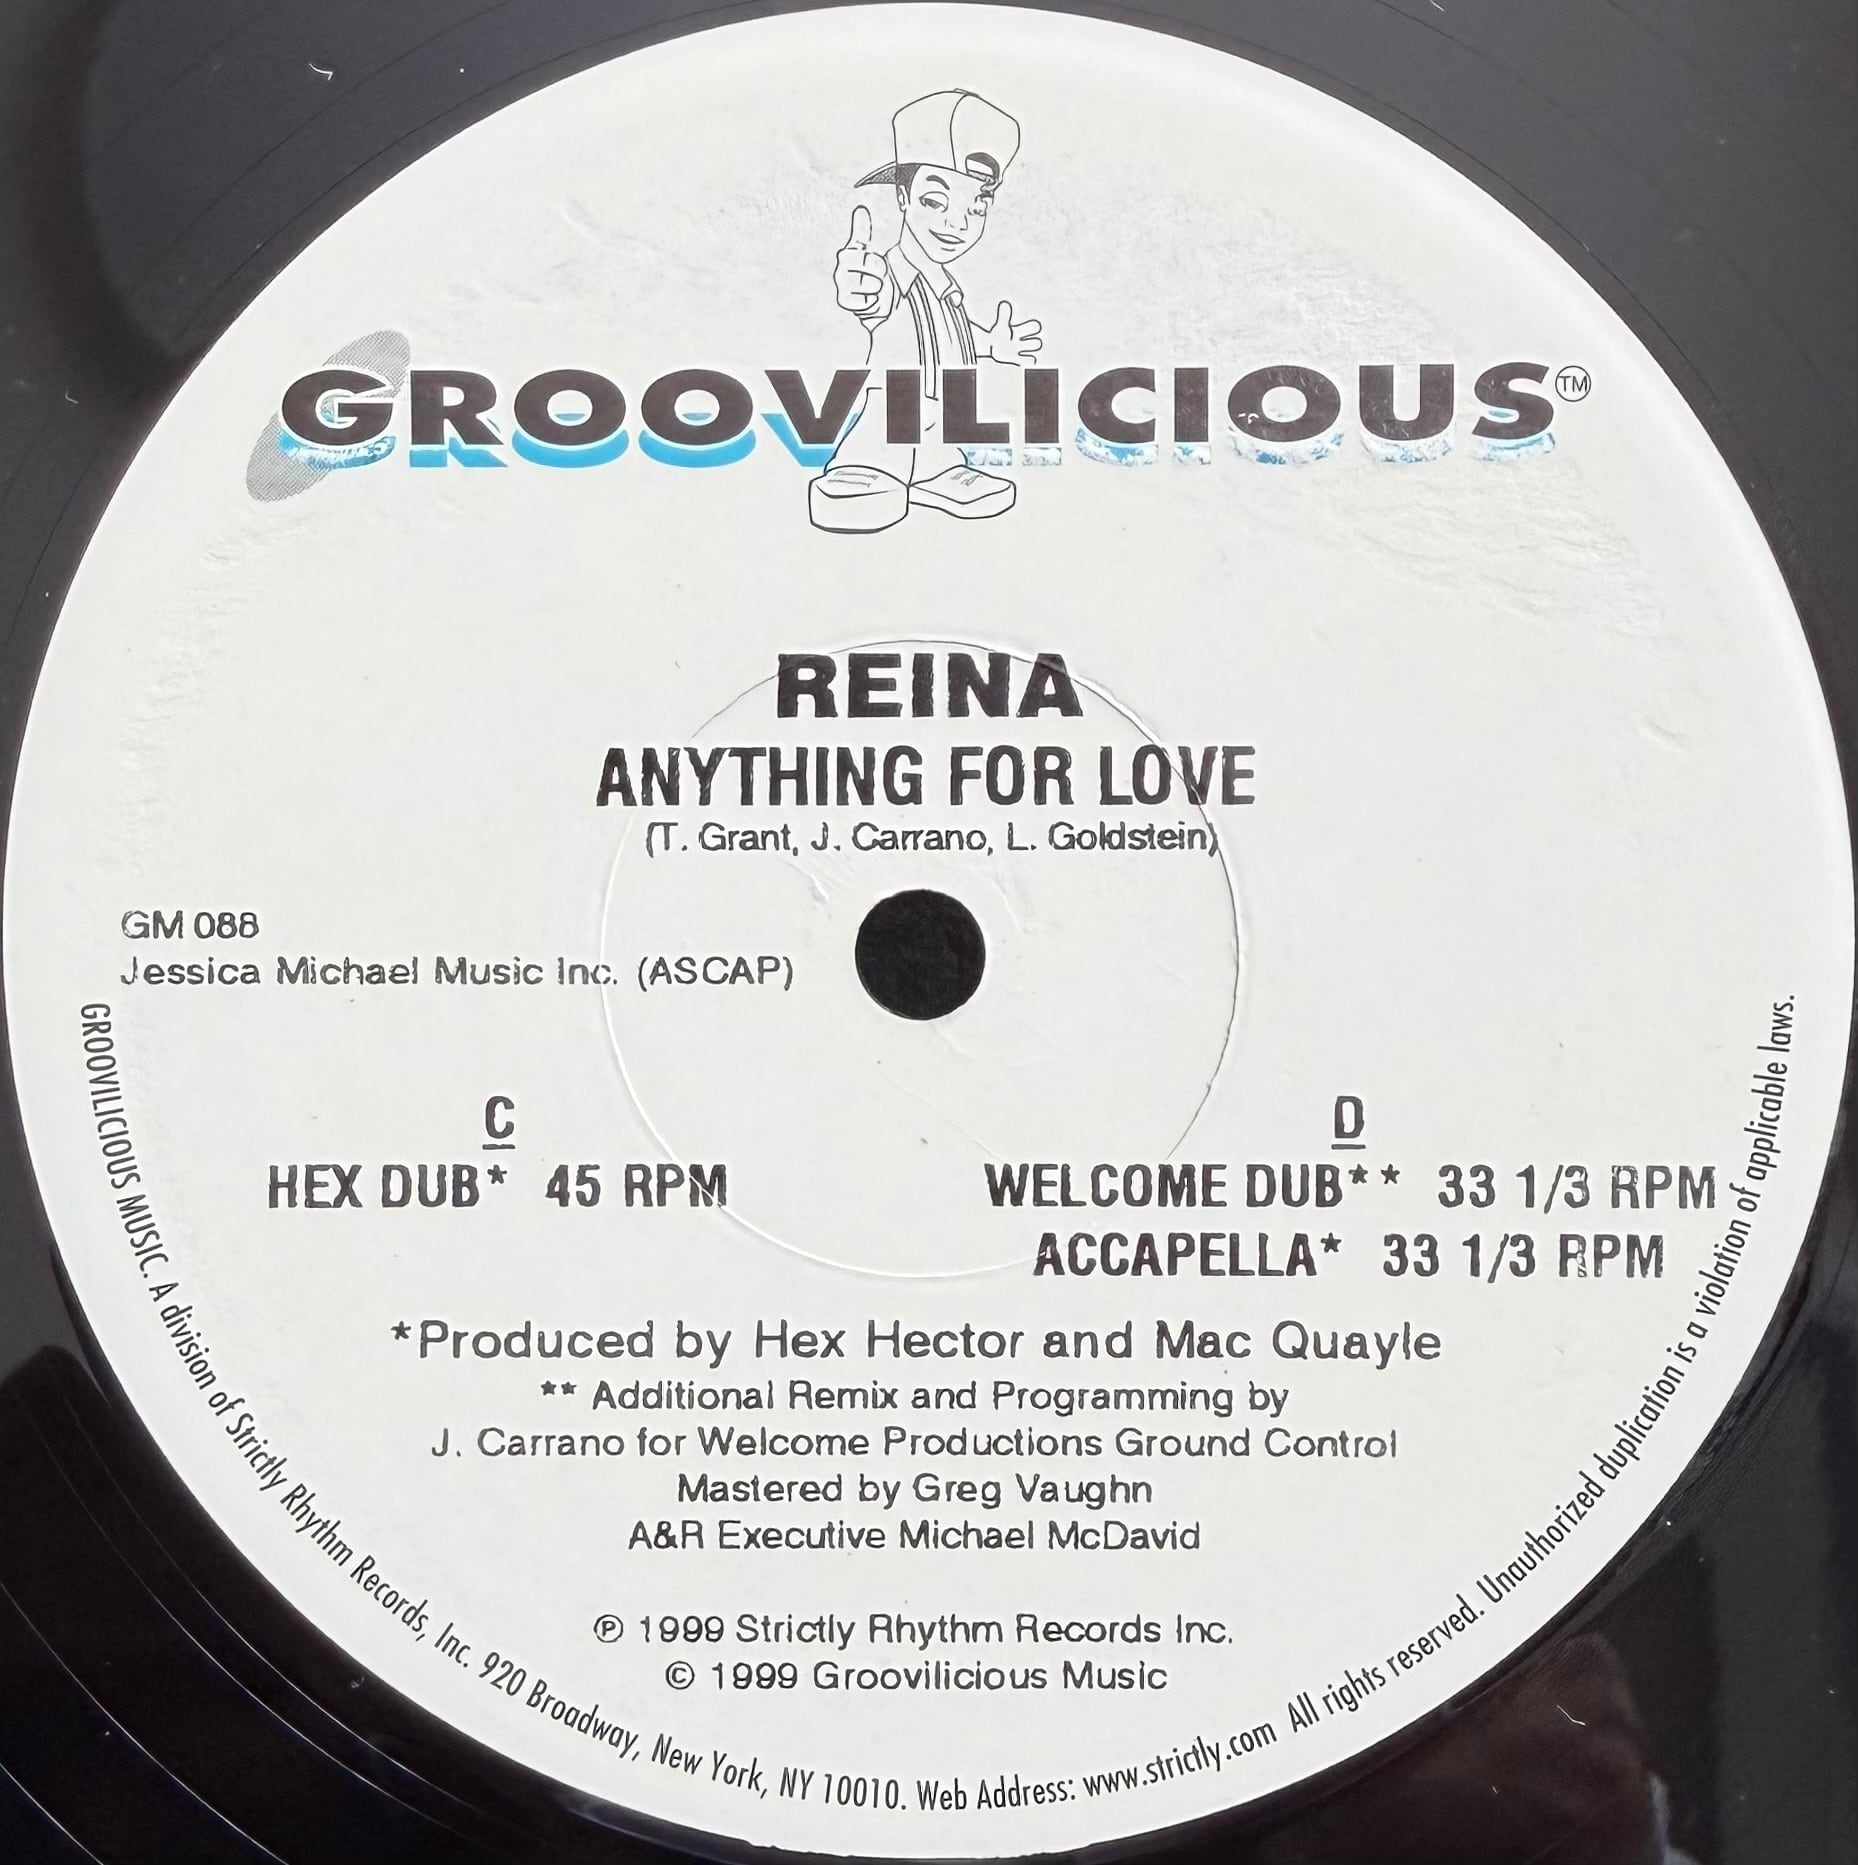 GROOVILICIOUS TM
REINA
ANYTHING FOR LOVE
(T. Grant, J. Carrano, L. Goldstein)
GM 088
Jessica Michael Music Inc. (ASCAP)
C
HEX DUB* 45 RPM
D
WELCOME DUB** 33 1/3 RPM
ACCAPELLA* 33 1/3 RPM
*Produced by Hex Hector and Mac Quayle
** Additional Remix and Programming by
J. Carrano for Welcome Productions Ground Control
Mastered by Greg Vaughn
A&R Executive Michael McDavid
℗ 1999 Strictly Rhythm Records Inc.
© 1999 Groovilicious Music
GROOVILICIOUS MUSIC. A division of Strictly Rhythm Records, Inc. 920 Broadway, New York, NY 10010. Web Address: www.strictly.com All rights reserved. Unauthorized duplication is a violation of applicable laws.